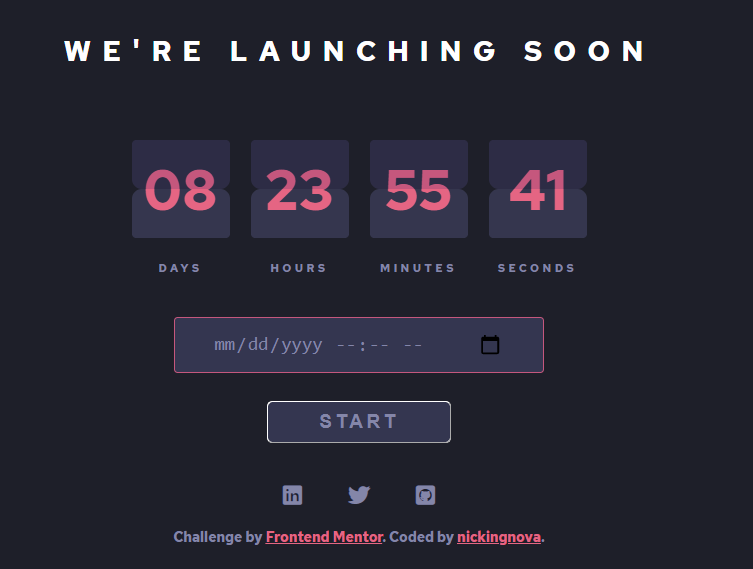 WE'RE LAUNCHING SOON
08 23 55 41
DAYS HOURS MINUTES SECONDS
mm/dd/yyyy --:-- --
START
in
Challenge by Frontend Mentor. Coded by nickingnova.